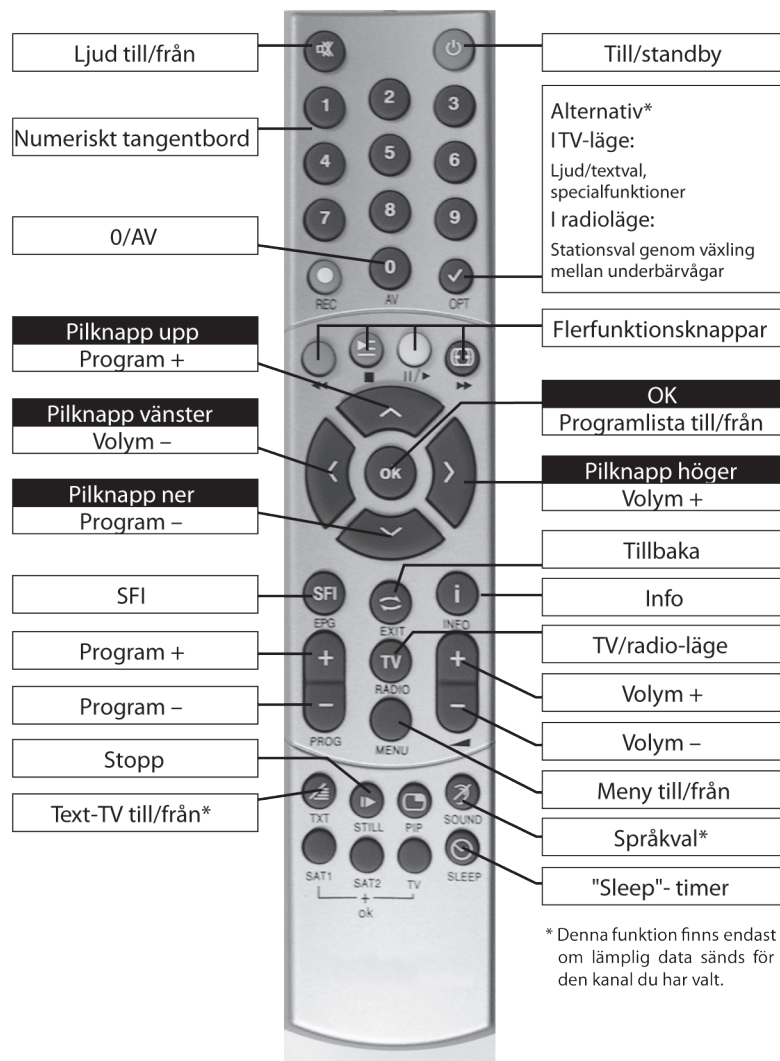 Ljud till/från
Till/standby
1
2
3
Numeriskt tangentbord
Alternativ*
I TV-läge:
Ljud/textval,
specialfunktioner
I radioläge:
Stationsval genom växling
mellan underbärvågar
4
5
6
7
8
9
0/AV
0
REC
AV
OPT
Flerfunktionsknappar
Pilknapp upp
Program +
OK
Programlista till/från
Pilknapp vänster
Volym –
OK
Pilknapp höger
Volym +
Pilknapp ner
Program –
Tillbaka
SFI
SFI
i
Info
EPG
EXIT
INFO
TV/radio-läge
Program +
+
TV
+
RADIO
Volym +
Program –
–
–
Volym –
PROG
MENU
Stopp
Meny till/från
Text-TV till/från*
TXT
STILL
PIP
SOUND
Språkval*
SAT1
SAT2
TV
SLEEP
"Sleep"- timer
+
ok
* Denna funktion finns endast
om lämplig data sänds för
den kanal du har valt.